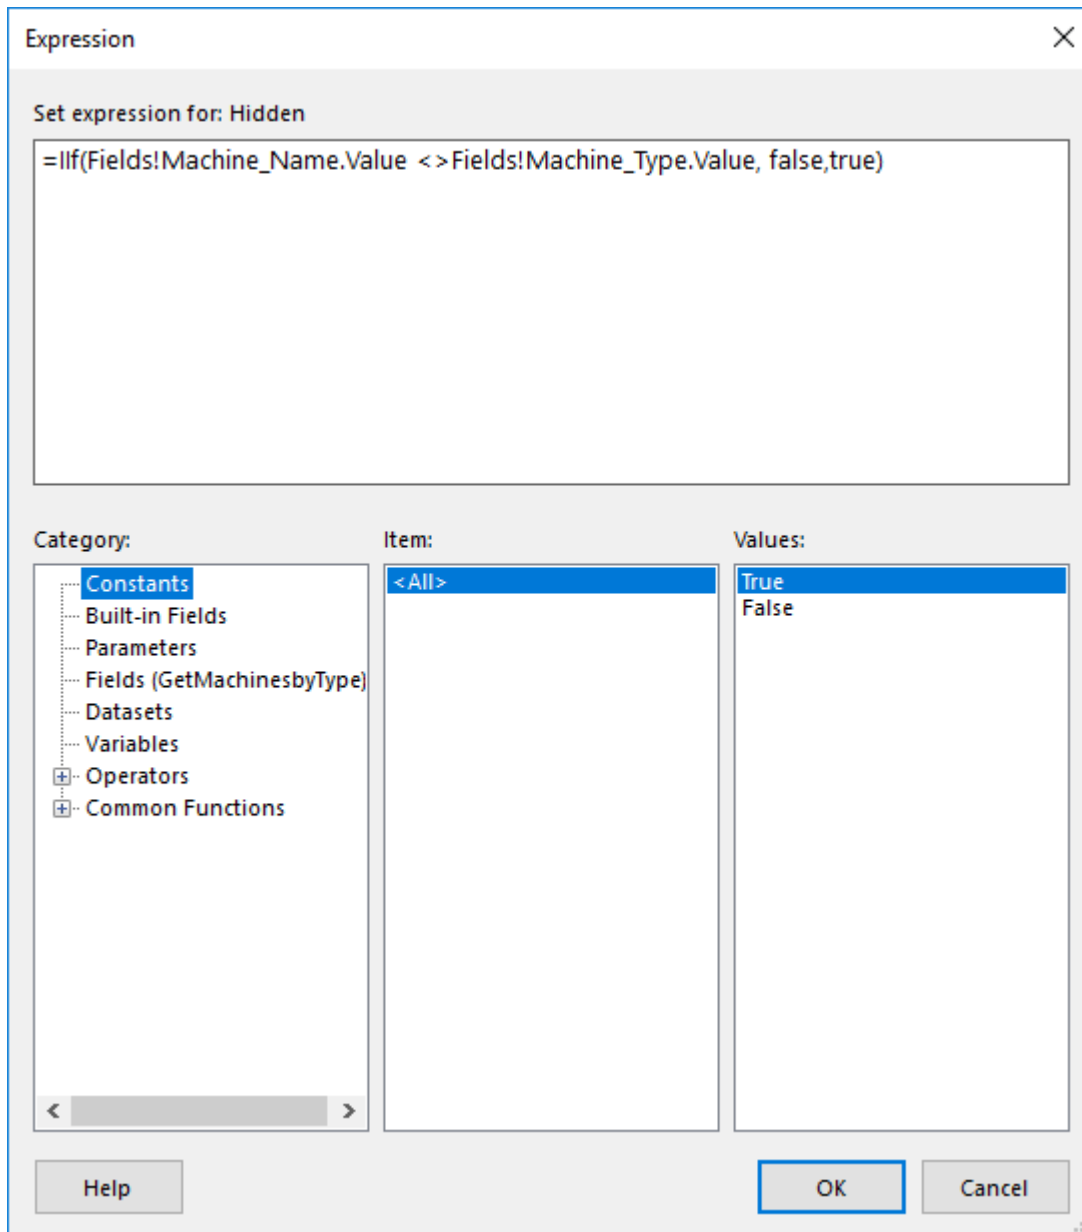 Expression
Set expression for: Hidden
=IIf(Fields!Machine_Name.Value <>Fields!Machine_Type.Value, false,true)
Category:
Item:
Values:
Constants
Built-in Fields
Parameters
Fields (GetMachinesbyType)
Datasets
Variables
Operators
Common Functions
<All>
True
False
Help
OK
Cancel